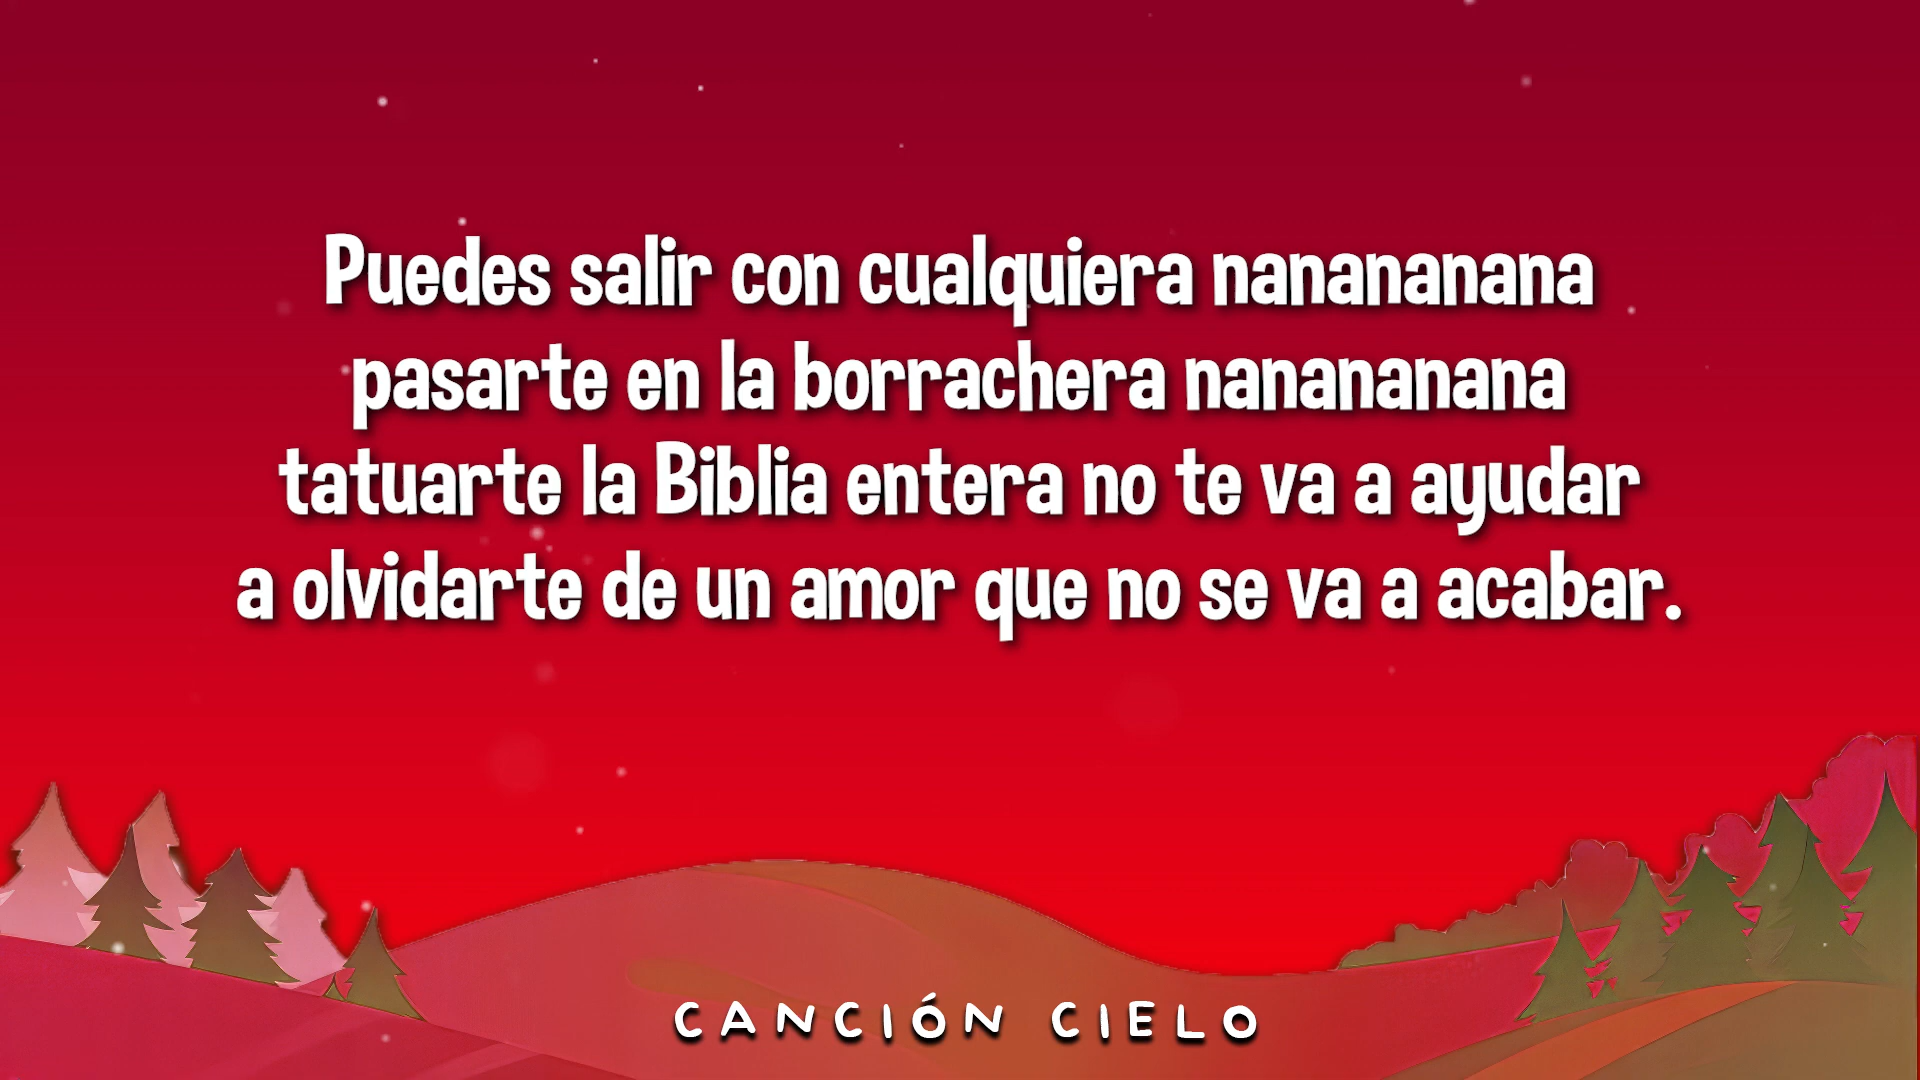 Puedes salir con cualquiera nanananana
pasarte en la borrachera nanananana
tatuarte la Biblia entera no te va a ayudar
a olvidarte de un amor que no se va a acabar.
CANCIÓN CIELO